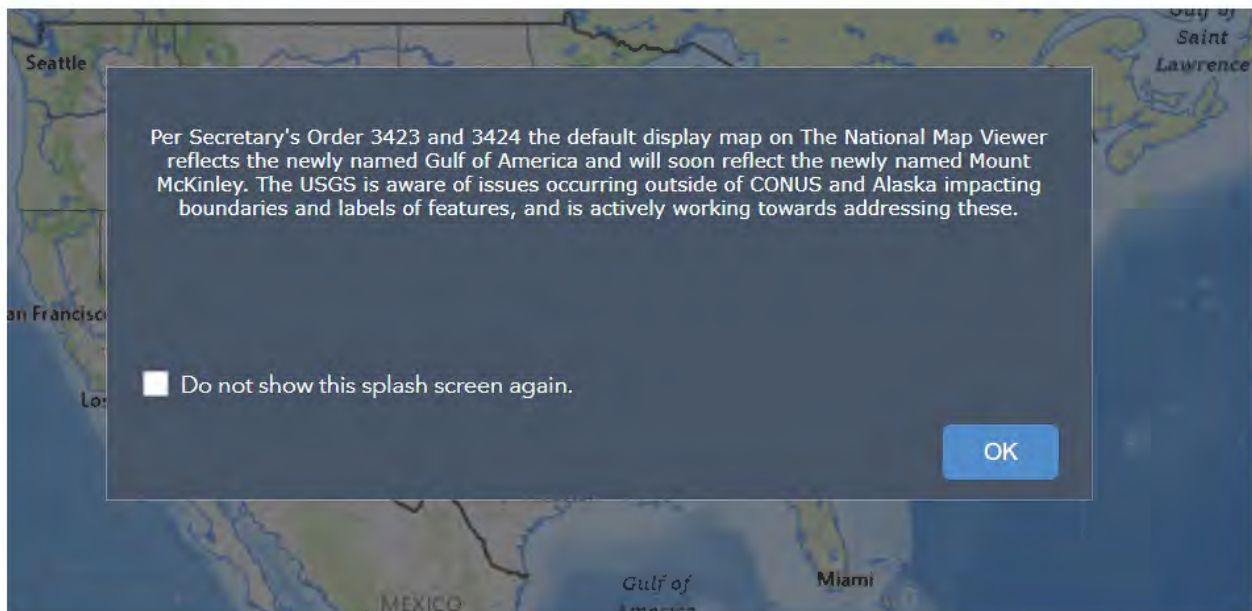 Gulf of
Saint
Lawrence
Seattle
Per Secretary's Order 3423 and 3424 the default display map on The National Map Viewer
reflects the newly named Gulf of America and will soon reflect the newly named Mount
McKinley. The USGS is aware of issues occurring outside of CONUS and Alaska impacting
boundaries and labels of features, and is actively working towards addressing these.
an Francisc
Do not show this splash screen again.
Los
OK
Gulf of
America
Miami
MEXICO